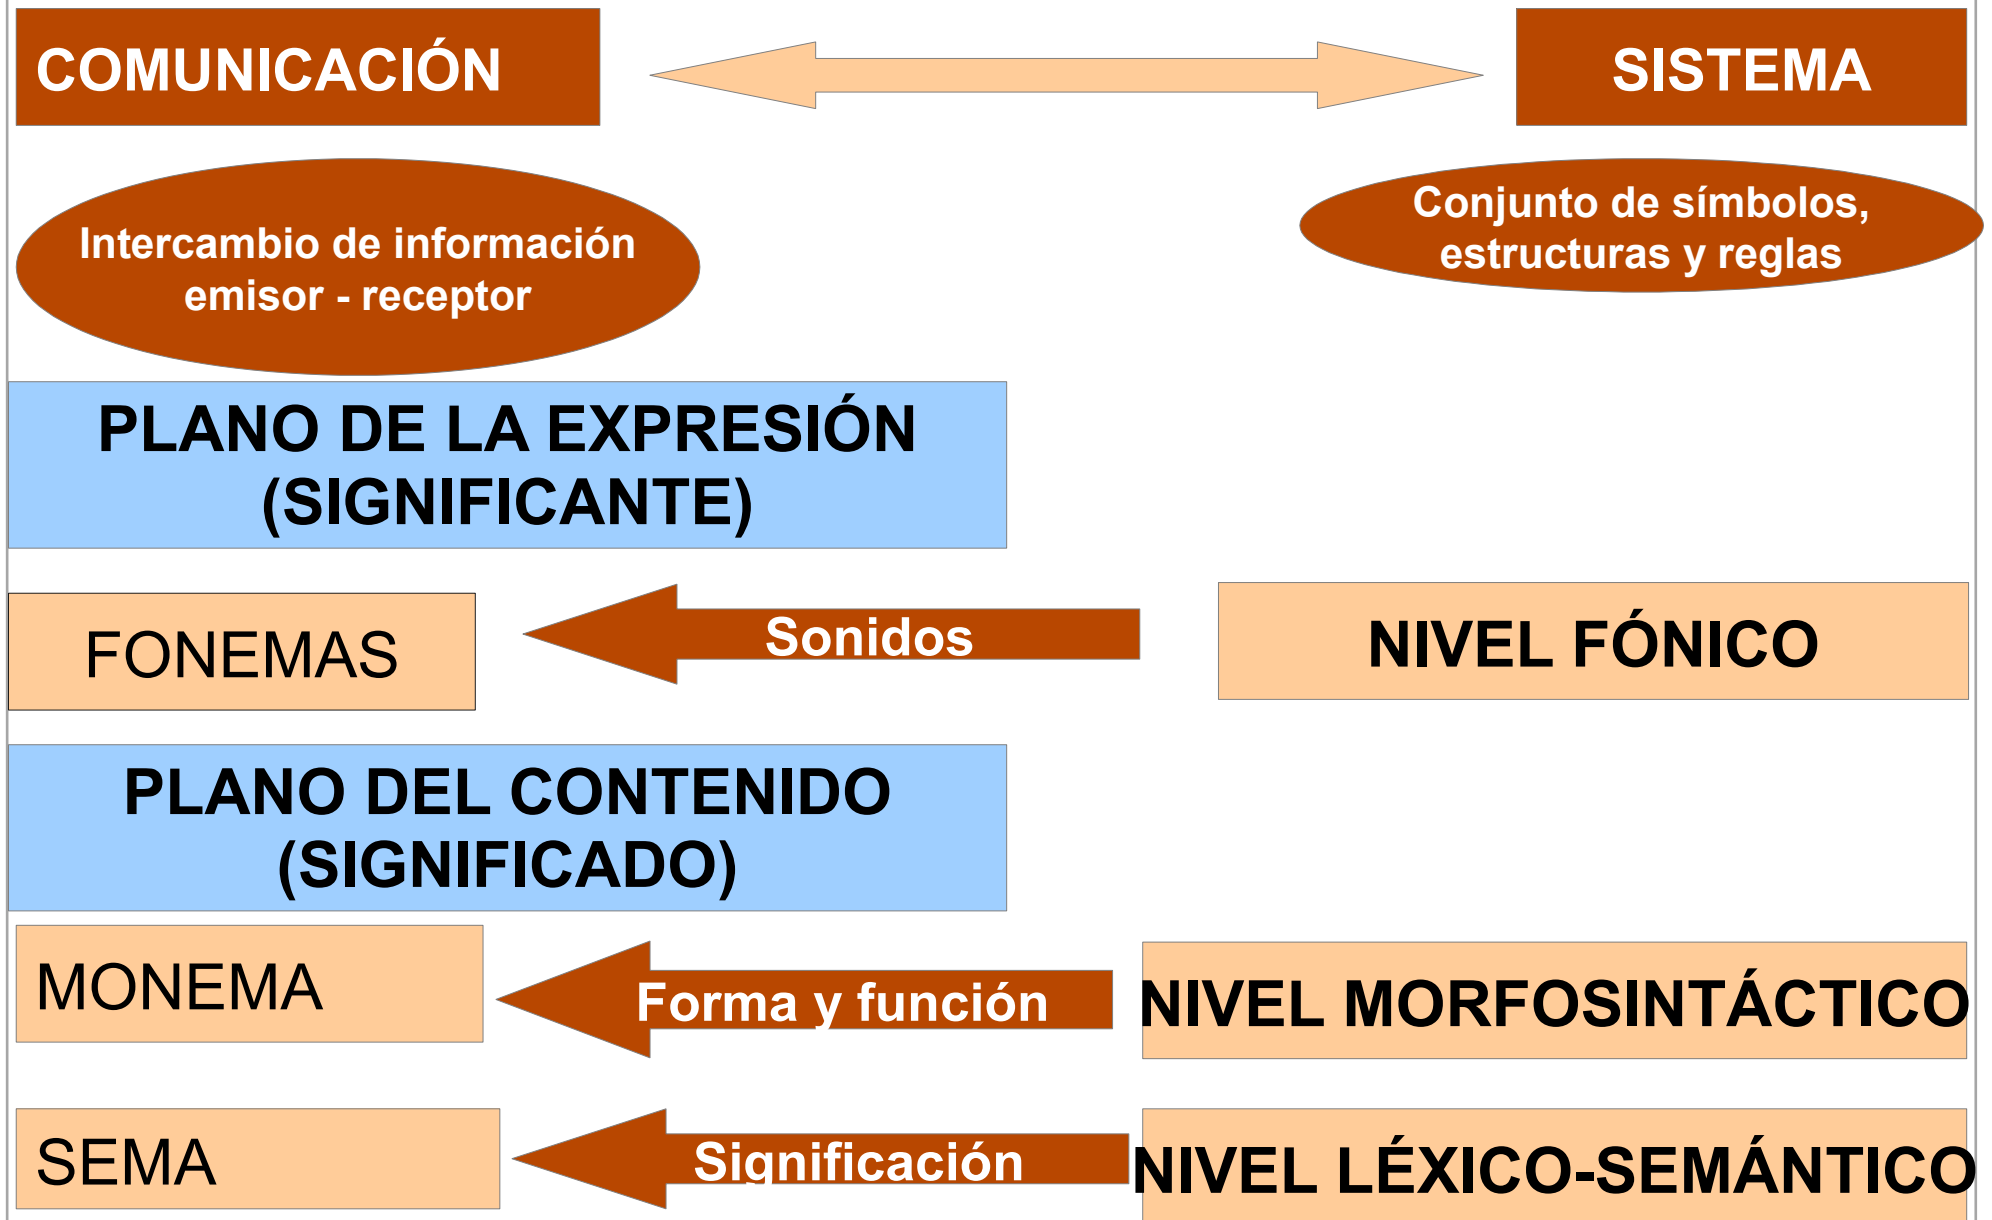 COMUNICACIÓN
SISTEMA
Intercambio de información
emisor - receptor
Conjunto de símbolos,
estructuras y reglas
PLANO DE LA EXPRESIÓN
(SIGNIFICANTE)
FONEMAS
Sonidos
NIVEL FÓNICO
PLANO DEL CONTENIDO
(SIGNIFICADO)
MONEMA
Forma y función
NIVEL MORFOSINTÁCTICO
SEMA
Significación
NIVEL LÉXICO-SEMÁNTICO